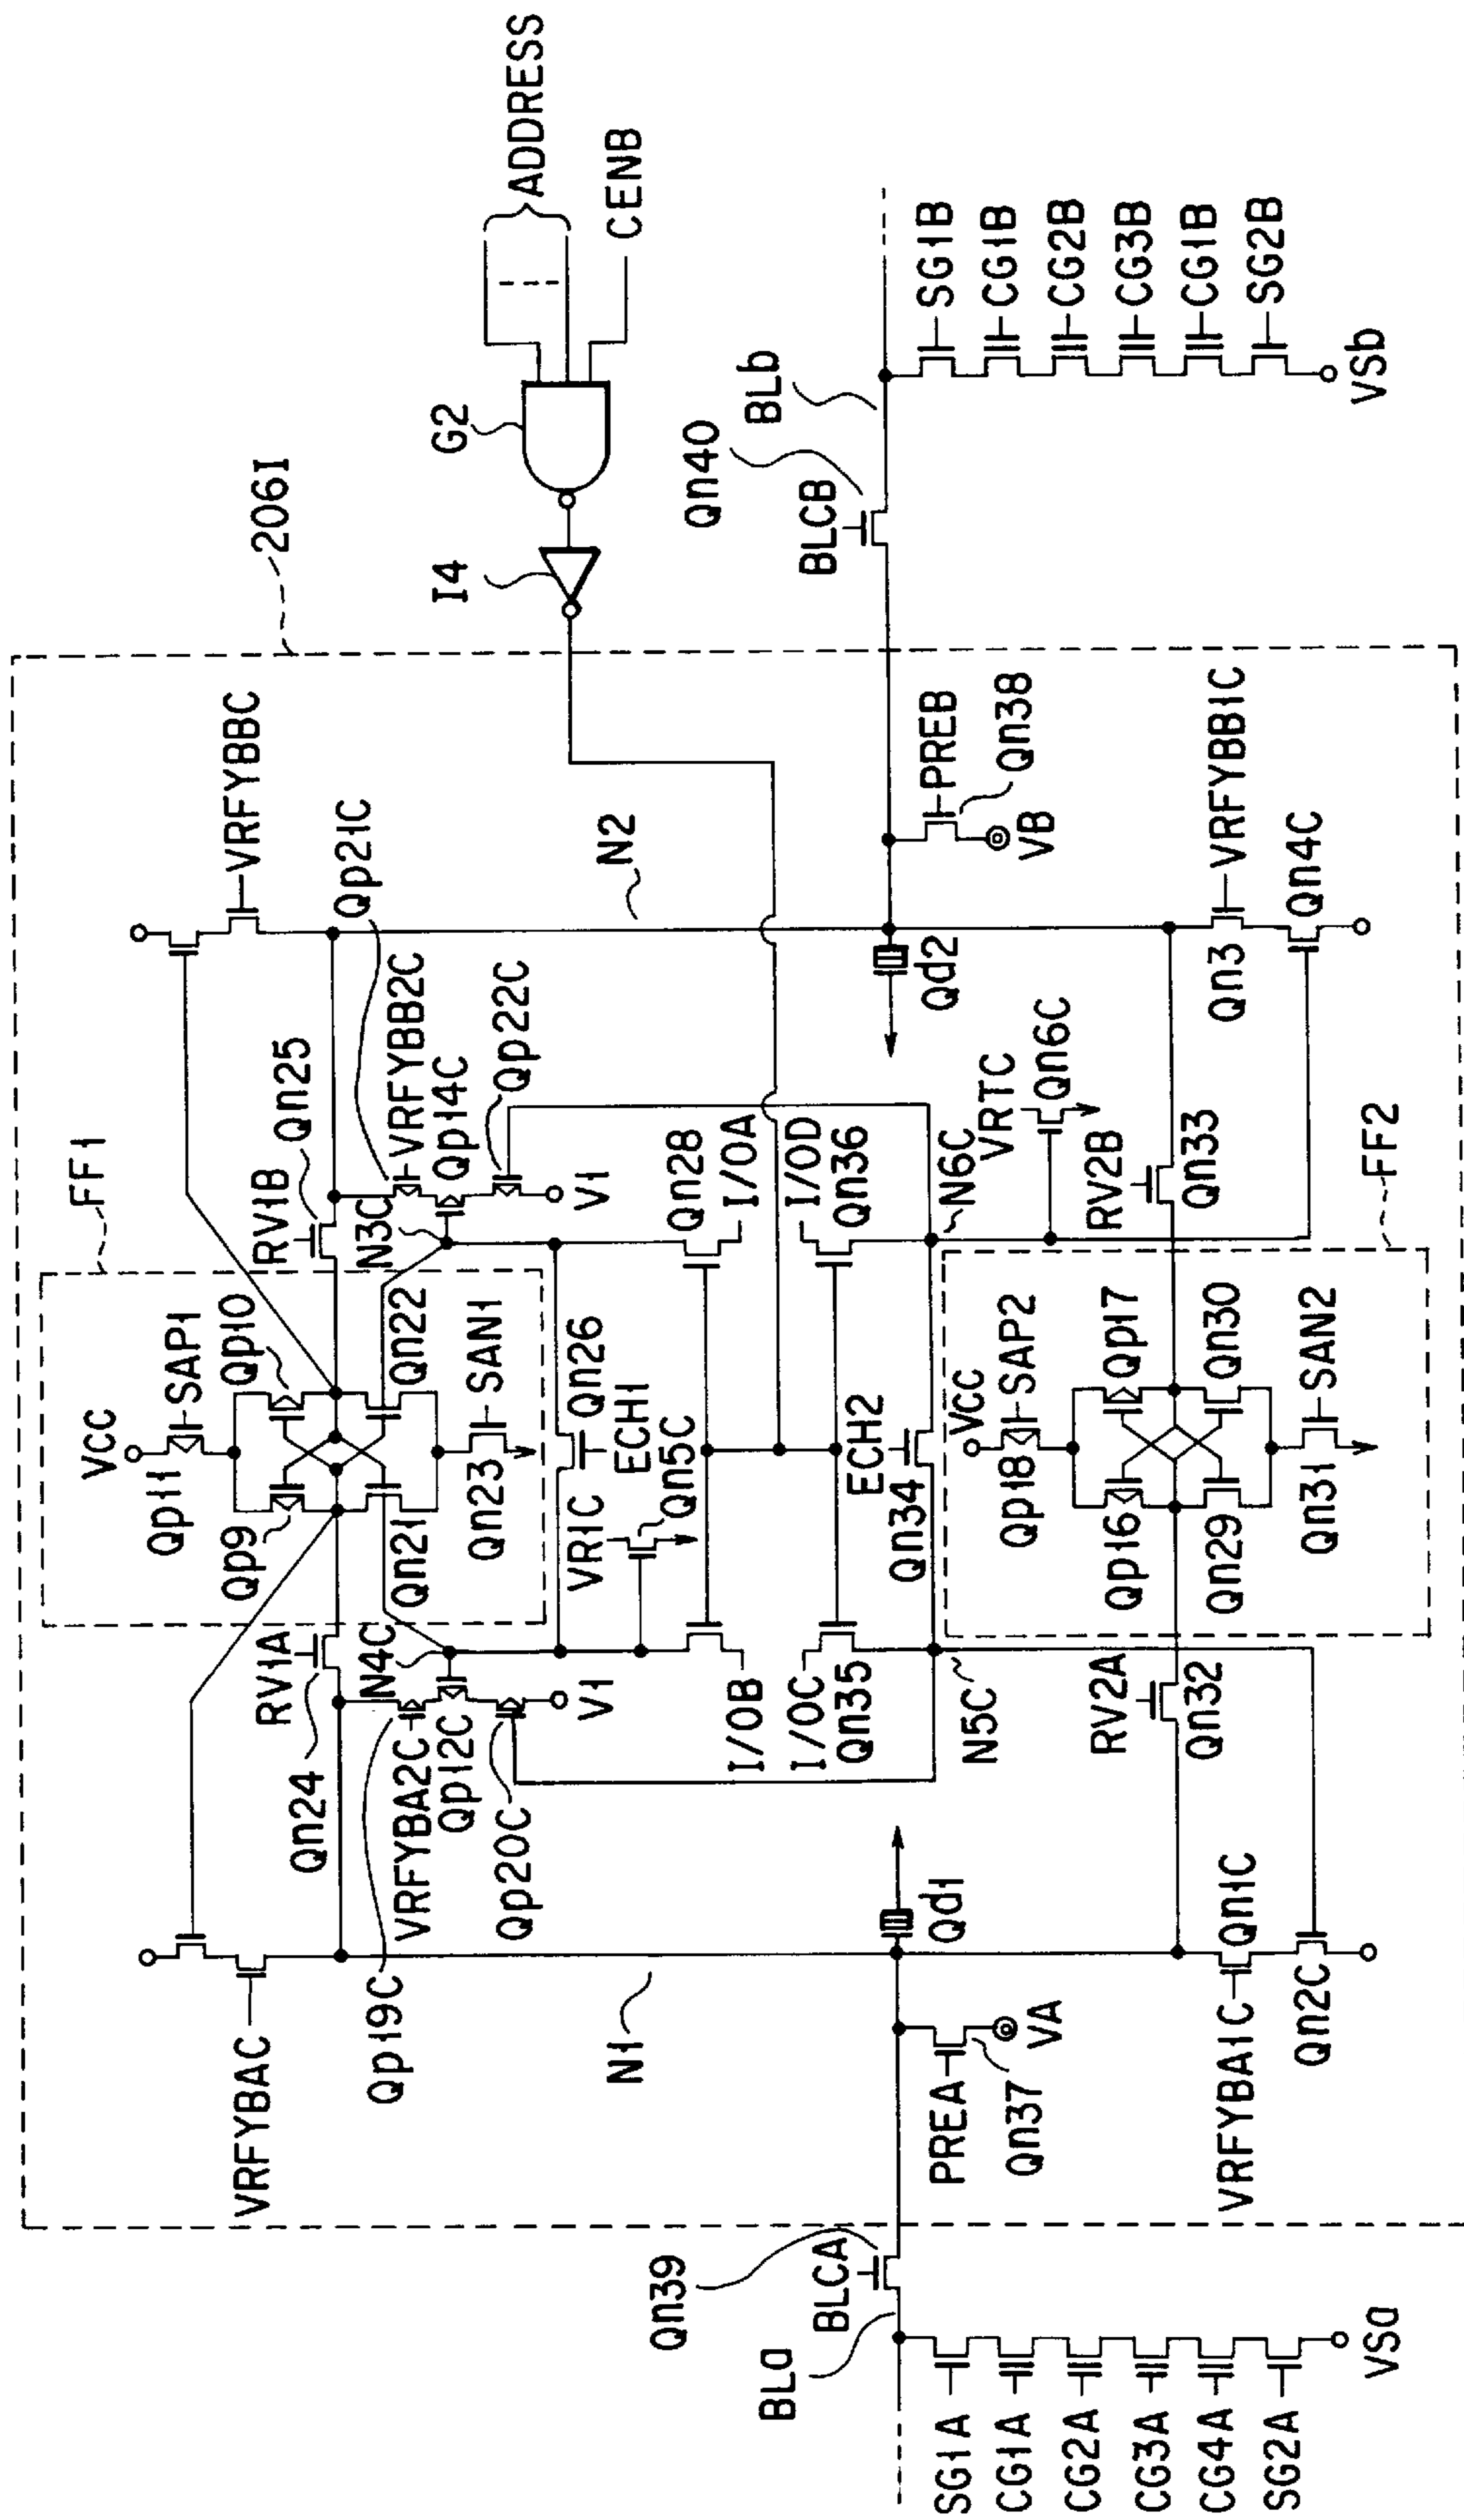 2061
G2
ADDRESS
I4
CENB
FF1
VRFYBAC
VCC
Qp11
SAP1
VRFYBBC
Qn24
RV1A
Qp9
Qp10
RV1B
Qn25
Qp21C
Qp19C
N4C
Qn21
Qn22
N3C
VRFYBA2C
VRFYBB2C
Qp12C
Qn23
SAN1
Qp14C
Qp20C
Qp22C
V1
VR1C
Qn26
V1
N1
ECH1
N2
Qn5C
Qn28
I/OB
I/OA
I/OC
I/OD
Qn35
ECH2
Qn36
Qn39
Qn40
BLa
BLCA
BLCB
BLb
Qd1
Qn34
Qd2
PREA
PREB
Qn37
N5C
VCC
N6C
VRTC
Qn38
VA
Qp18
SAP2
Qn6C
VB
RV2A
Qp16
Qp17
RV2B
Qn32
Qn29
Qn30
Qn33
VRFYBA1C
Qn1C
Qn3
VRFYBB1C
Qn2C
Qn31
SAN2
Qn4C
FF2
SG1A
CG1A
CG2A
CG3A
CG4A
SG2A
VSa
SG1B
CG1B
CG2B
CG3B
CG1B
SG2B
VSb